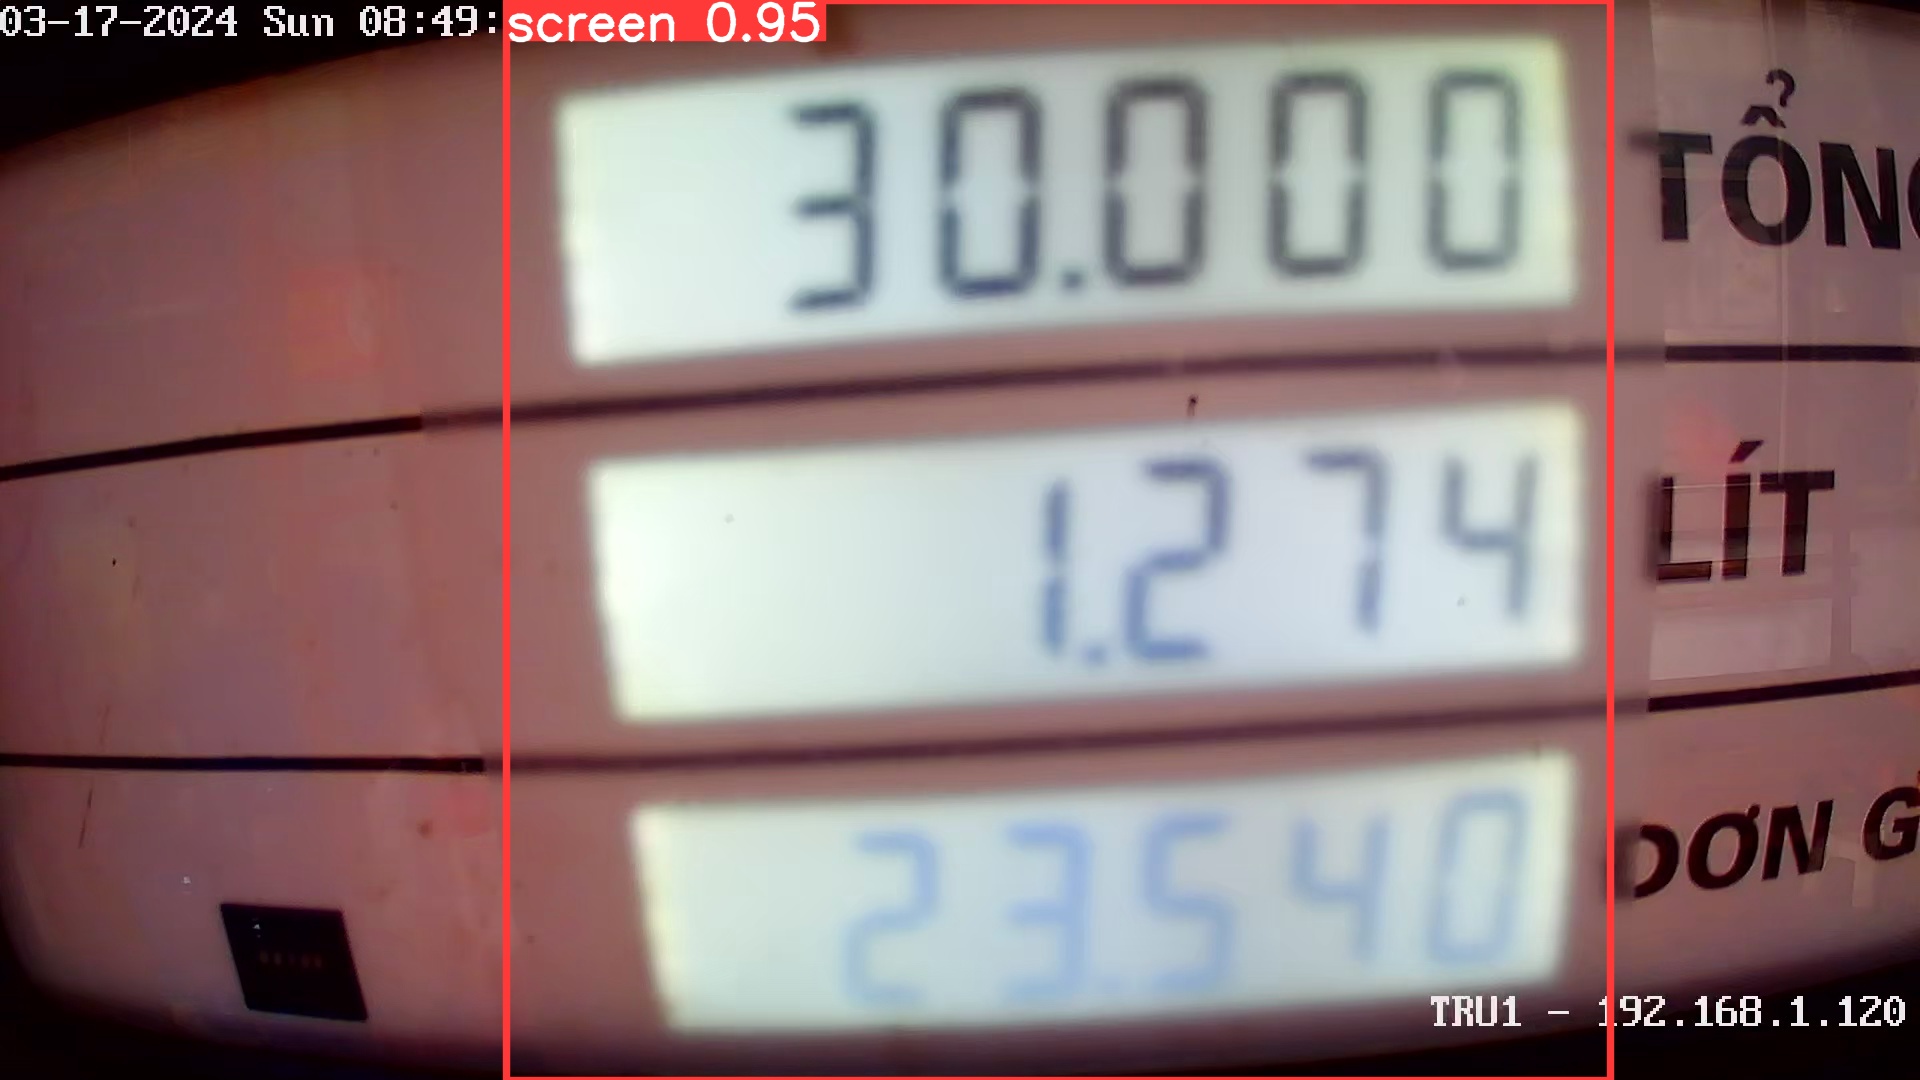 03-17-2024 Sun 08:49:
screen 0.95
30.000
TỔNG
1.274
LÍT
23.540
ĐƠN G
TRU1 - 192.168.1.120